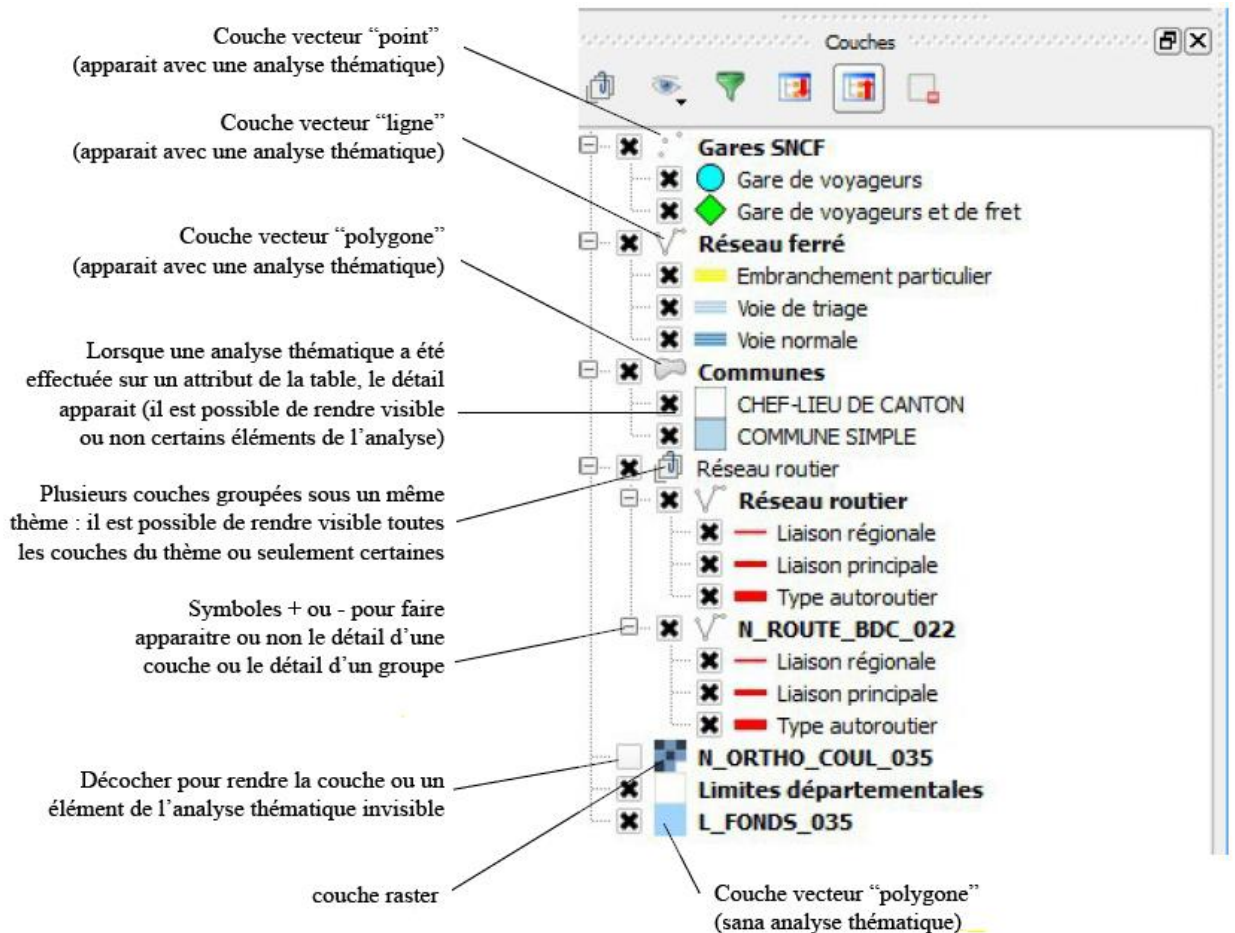 Couche vecteur “point”
(apparait avec une analyse thématique)
Couche vecteur “ligne”
(apparait avec une analyse thématique)
Couche vecteur “polygone”
(apparait avec une analyse thématique)
Lorsque une analyse thématique a été
effectuée sur un attribut de la table, le détail
apparait (il est possible de rendre visible
ou non certains éléments de l’analyse)
Plusieurs couches groupées sous un même
thème : il est possible de rendre visible toutes
les couches du thème ou seulement certaines
Symboles + ou - pour faire
apparaitre ou non le détail d’une
couche ou le détail d’un groupe
Décocher pour rendre la couche ou un
élément de l’analyse thématique invisible
couche raster
Couches
Gares SNCF
Gare de voyageurs
Gare de voyageurs et de fret
Réseau ferré
Embranchement particulier
Voie de triage
Voie normale
Communes
CHEF-LIEU DE CANTON
COMMUNE SIMPLE
Réseau routier
Réseau routier
Liaison régionale
Liaison principale
Type autoroutier
N_ROUTE_BDC_022
Liaison régionale
Liaison principale
Type autoroutier
N_ORTHO_COUL_035
Limites départementales
L_FONDS_035
Couche vecteur “polygone”
(sana analyse thématique)